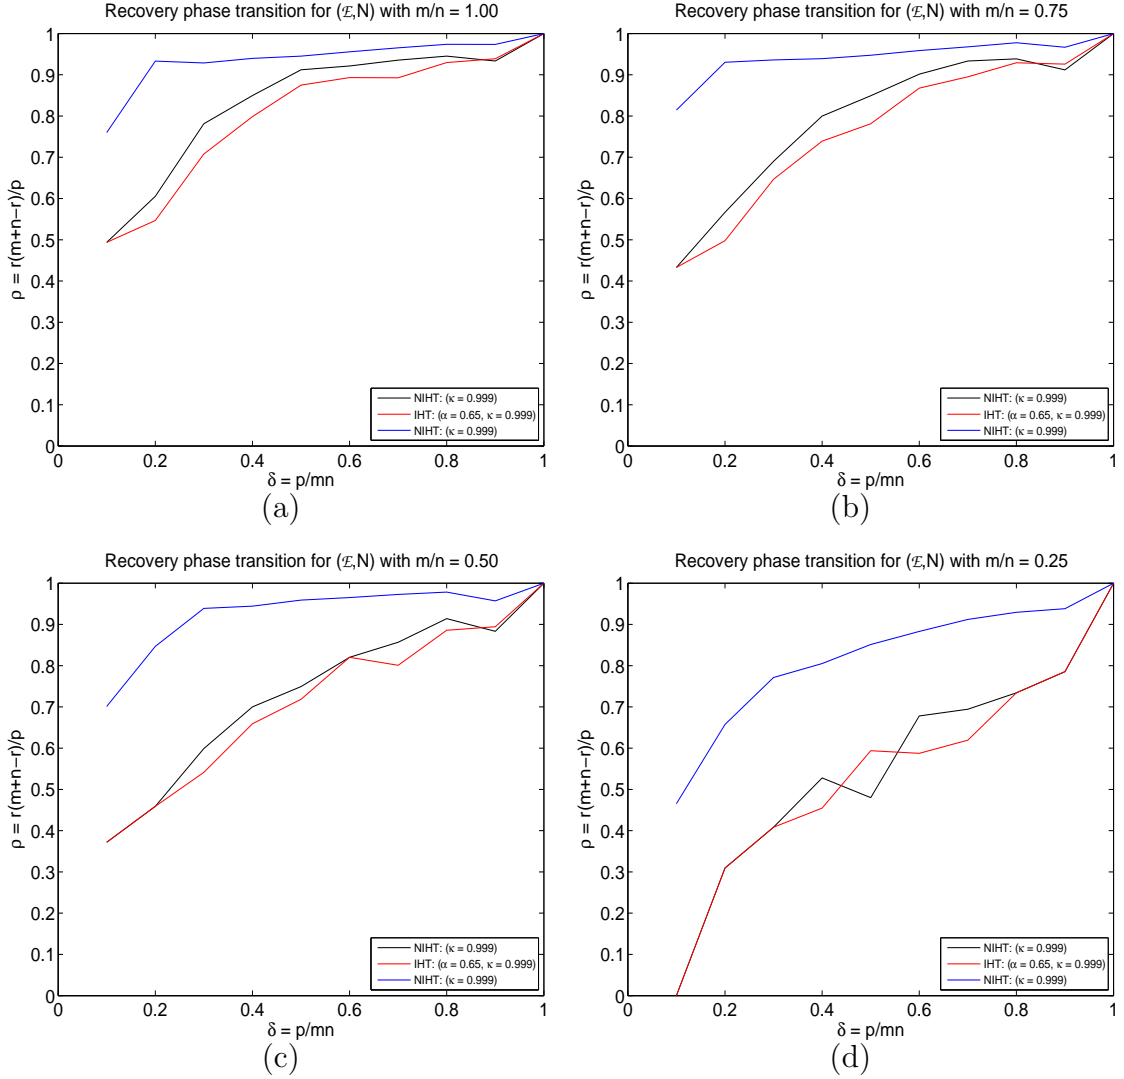 Recovery phase transition for (ℰ,N) with m/n = 1.00
1
0.9
0.8
0.7
0.6
0.5
0.4
0.3
0.2
0.1
0
ρ = r(m+n−r)/p
NIHT: (κ = 0.999)
IHT: (α = 0.65, κ = 0.999)
NIHT: (κ = 0.999)
0 0.2 0.4 0.6 0.8 1
δ = p/mn
(a)
Recovery phase transition for (ℰ,N) with m/n = 0.75
1
0.9
0.8
0.7
0.6
0.5
0.4
0.3
0.2
0.1
0
ρ = r(m+n−r)/p
NIHT: (κ = 0.999)
IHT: (α = 0.65, κ = 0.999)
NIHT: (κ = 0.999)
0 0.2 0.4 0.6 0.8 1
δ = p/mn
(b)
Recovery phase transition for (ℰ,N) with m/n = 0.50
1
0.9
0.8
0.7
0.6
0.5
0.4
0.3
0.2
0.1
0
ρ = r(m+n−r)/p
NIHT: (κ = 0.999)
IHT: (α = 0.65, κ = 0.999)
NIHT: (κ = 0.999)
0 0.2 0.4 0.6 0.8 1
δ = p/mn
(c)
Recovery phase transition for (ℰ,N) with m/n = 0.25
1
0.9
0.8
0.7
0.6
0.5
0.4
0.3
0.2
0.1
0
ρ = r(m+n−r)/p
NIHT: (κ = 0.999)
IHT: (α = 0.65, κ = 0.999)
NIHT: (κ = 0.999)
0 0.2 0.4 0.6 0.8 1
δ = p/mn
(d)